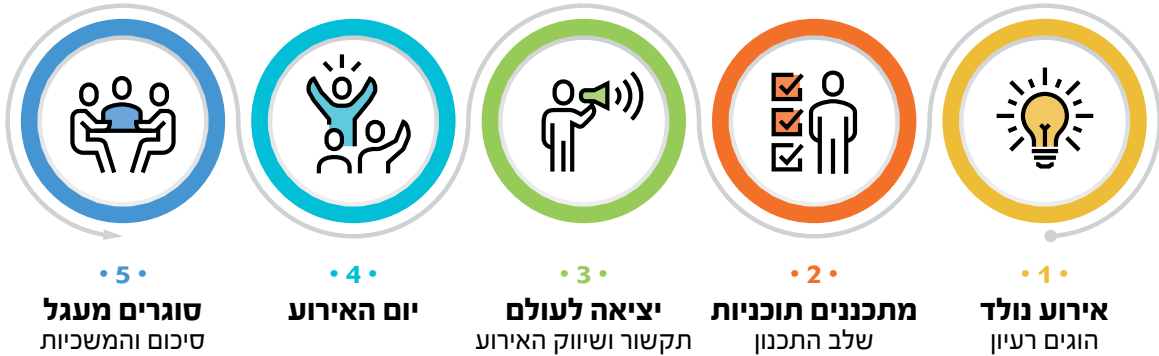 • 1 •
אירוע נולד
הוגים רעיון
• 2 •
מתכננים תוכניות
שלב התכנון
• 3 •
יציאה לעולם
תקשור ושיווק האירוע
• 4 •
יום האירוע
• 5 •
סוגרים מעגל
סיכום והמשכיות